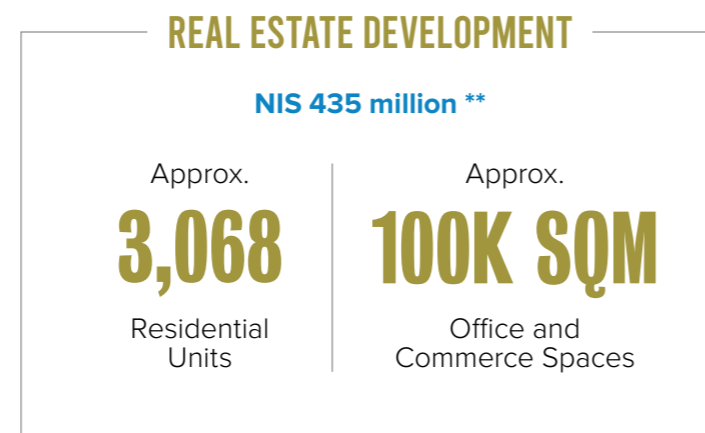 REAL ESTATE DEVELOPMENT
NIS 435 million **
Approx.
3,068
Residential
Units
Approx.
100K SQM
Office and
Commerce Spaces